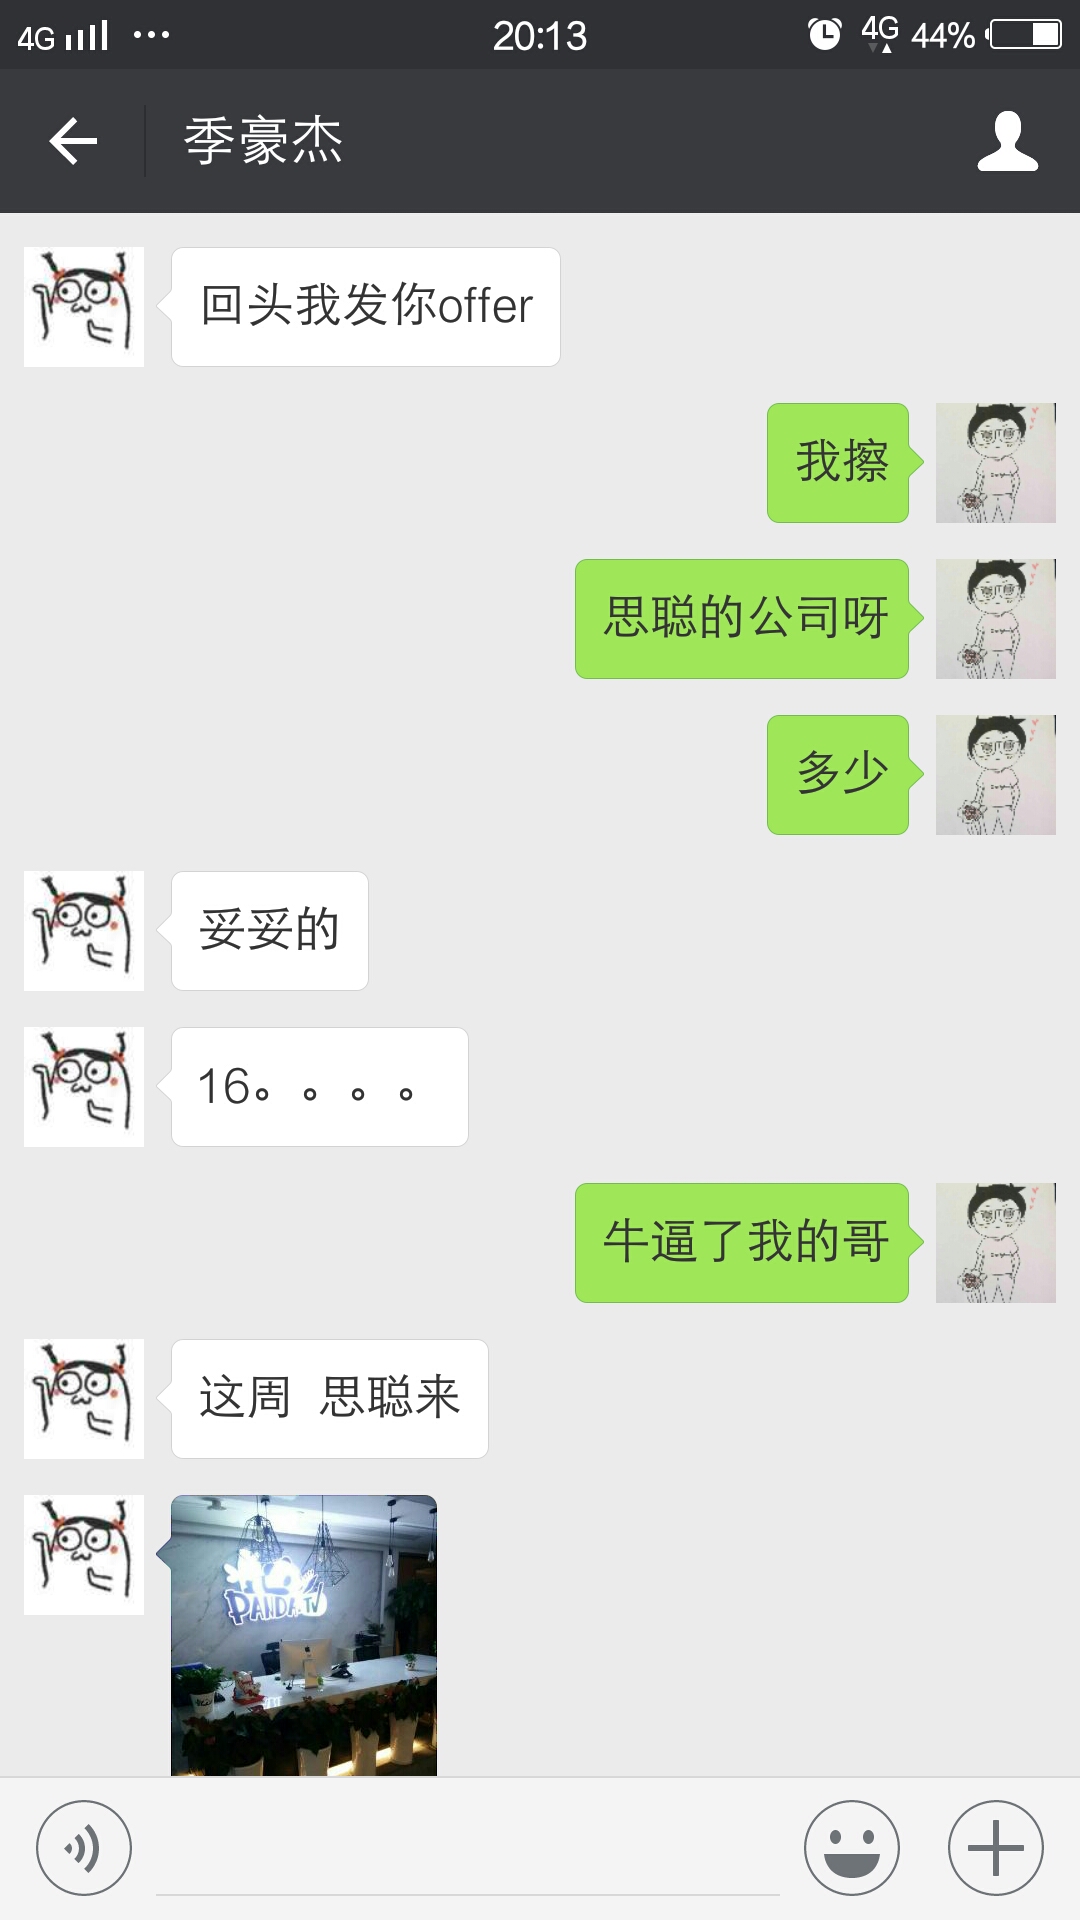 4G 20:13 4G 44%
季豪杰
回头我发你offer
我擦
思聪的公司呀
多少
妥妥的
16。。。。
牛逼了我的哥
这周 思聪来
PANDA.TV